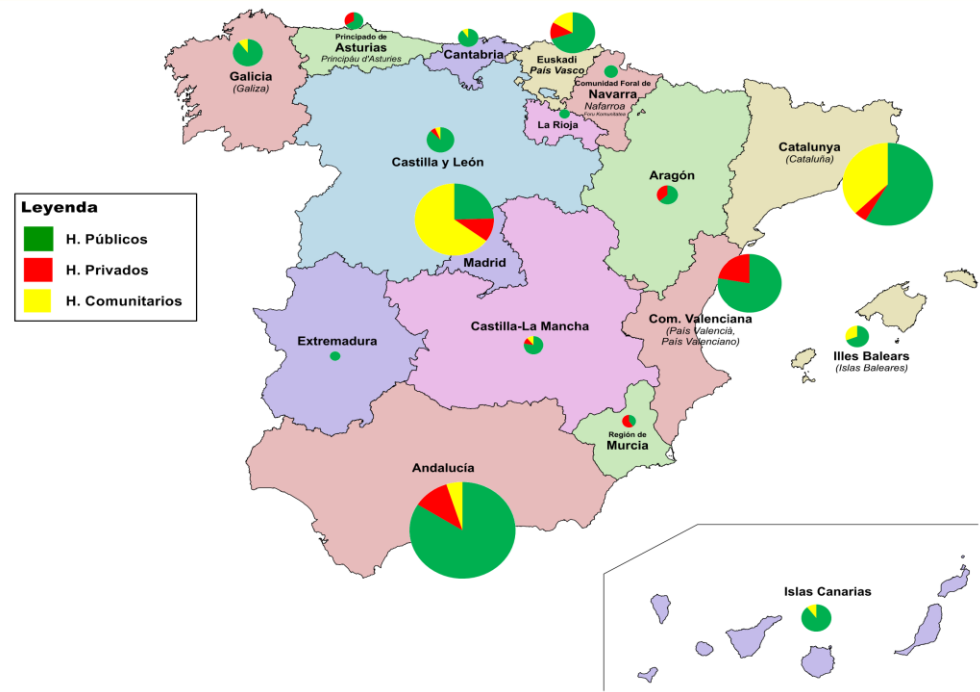 Principado de
Asturias
Principáu d'Asturies
Cantabria
Euskadi
País Vasco
Galicia
(Galiza)
Comunidad Foral de
Navarra
Nafarroa
Foru Komunitatea
La Rioja
Catalunya
(Cataluña)
Castilla y León
Aragón
Leyenda
H. Públicos
H. Privados
H. Comunitarios
Madrid
Com. Valenciana
(País Valencià,
País Valenciano)
Castilla-La Mancha
Extremadura
Illes Balears
(Islas Baleares)
Región de
Murcia
Andalucía
Islas Canarias